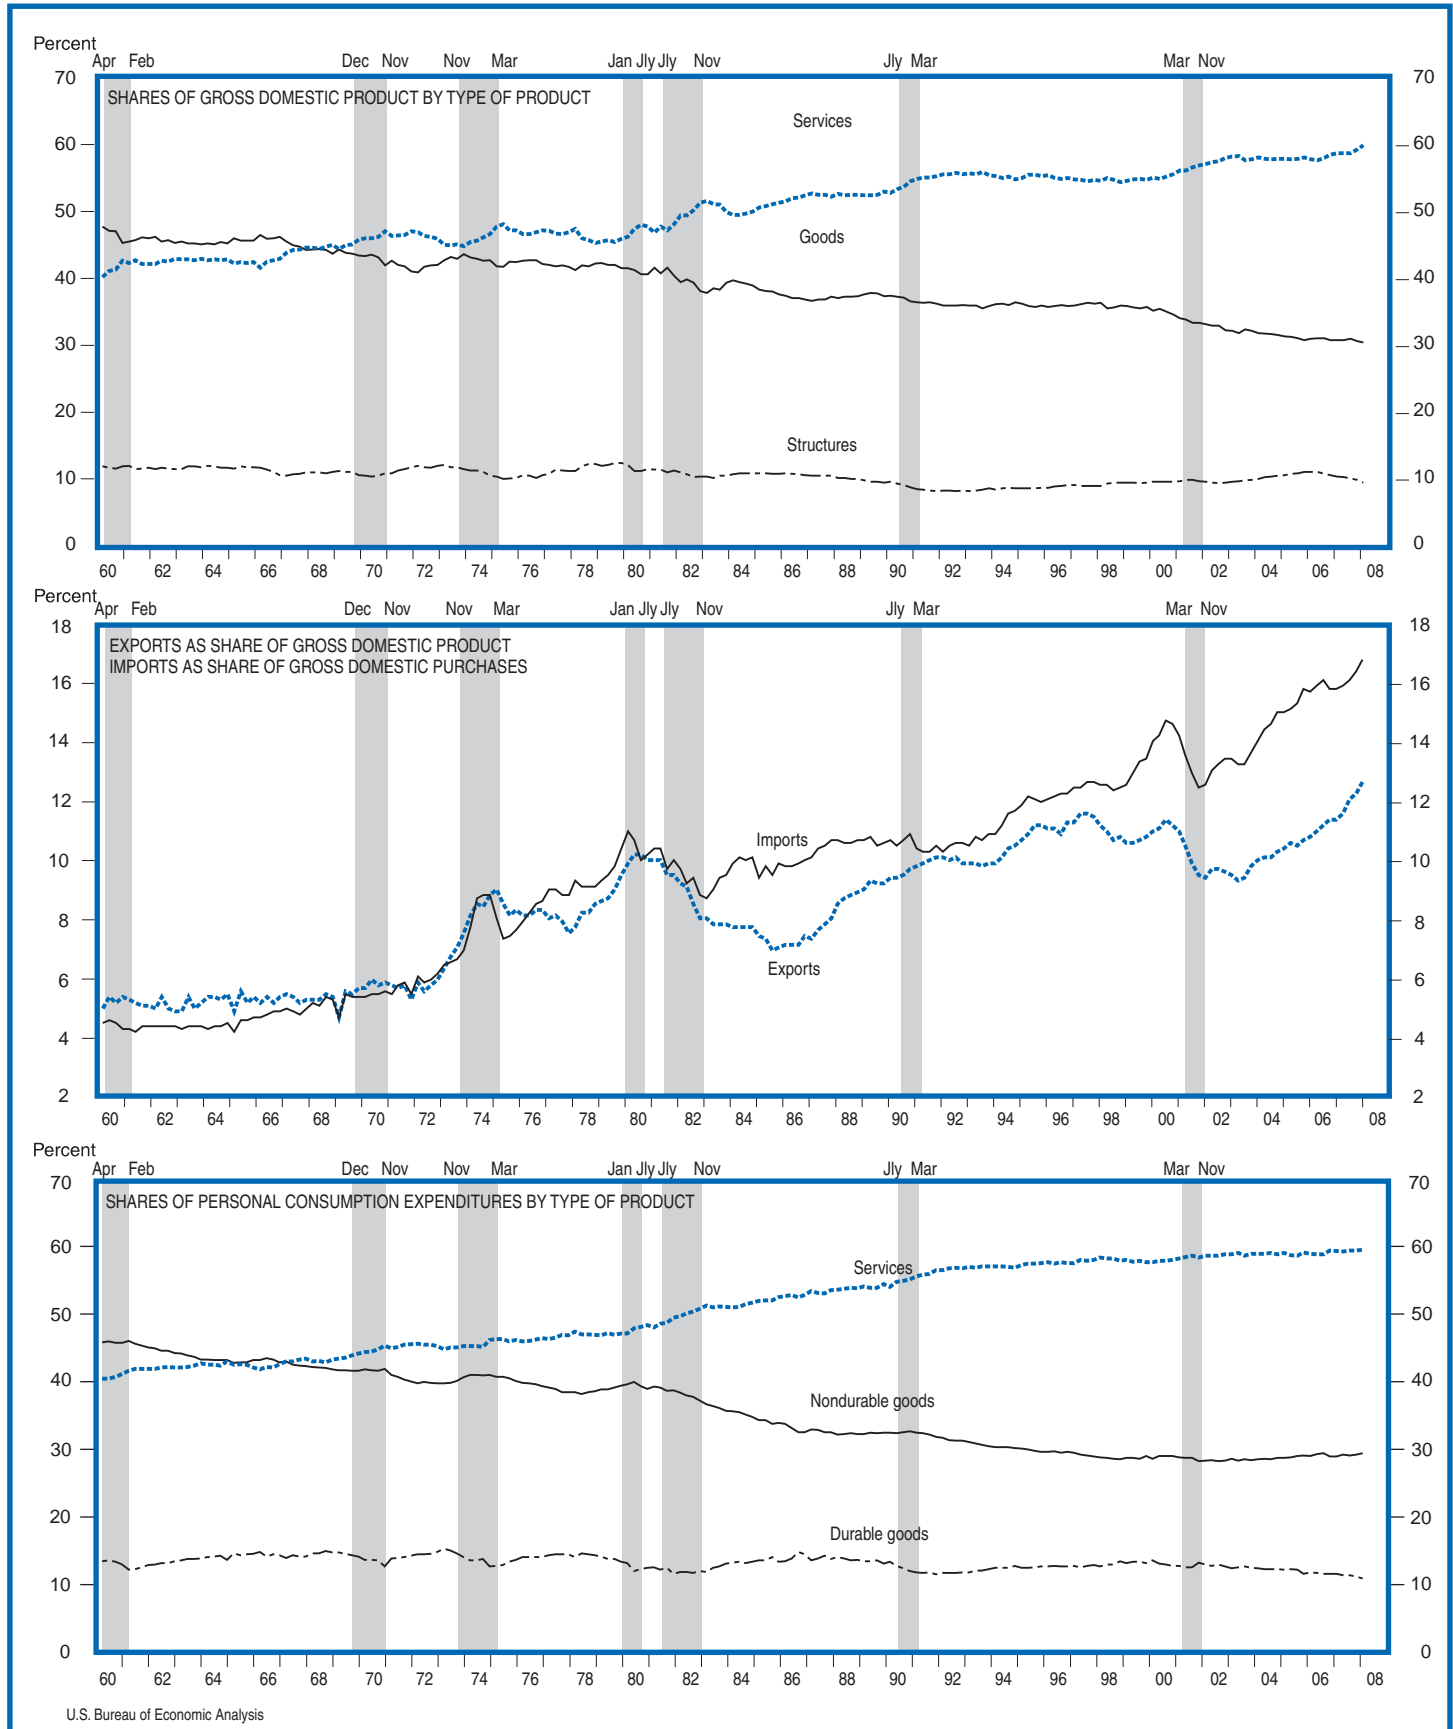 Percent
Apr Feb Dec Nov Nov Mar Jan Jly Jly Nov Jly Mar Mar Nov
70 70
SHARES OF GROSS DOMESTIC PRODUCT BY TYPE OF PRODUCT
Services
60 60
50 50
Goods
40 40
30 30
20 20
Structures
10 10
0 0
60 62 64 66 68 70 72 74 76 78 80 82 84 86 88 90 92 94 96 98 00 02 04 06 08
Percent
Apr Feb Dec Nov Nov Mar Jan Jly Jly Nov Jly Mar Mar Nov
18 18
EXPORTS AS SHARE OF GROSS DOMESTIC PRODUCT
IMPORTS AS SHARE OF GROSS DOMESTIC PURCHASES
16 16
14 14
12 12
Imports
10 10
8 8
Exports
6 6
4 4
2 2
60 62 64 66 68 70 72 74 76 78 80 82 84 86 88 90 92 94 96 98 00 02 04 06 08
Percent
Apr Feb Dec Nov Nov Mar Jan Jly Jly Nov Jly Mar Mar Nov
70 70
SHARES OF PERSONAL CONSUMPTION EXPENDITURES BY TYPE OF PRODUCT
60 60
Services
50 50
40 40
Nondurable goods
30 30
20 20
Durable goods
10 10
0 0
60 62 64 66 68 70 72 74 76 78 80 82 84 86 88 90 92 94 96 98 00 02 04 06 08
U.S. Bureau of Economic Analysis